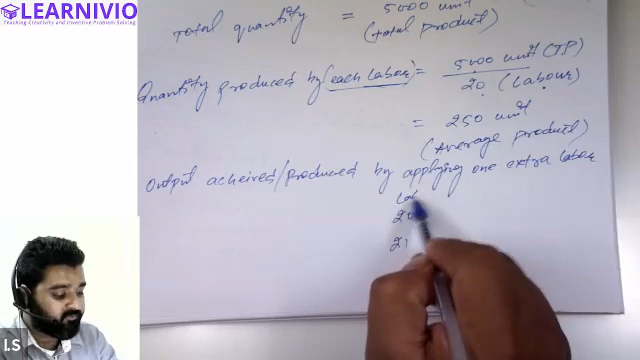 LEARNIVIO
Teaching Creativity and Inventive Problem Solving
Total quantity = 5000 unit
(total product)
Quantity produced by (each labour) = 5000 unit (TP)
20 (Labour)
= 250 unit
(Average product)
Output acheived/produced by applying one extra labour
Lab
20
21
I.S